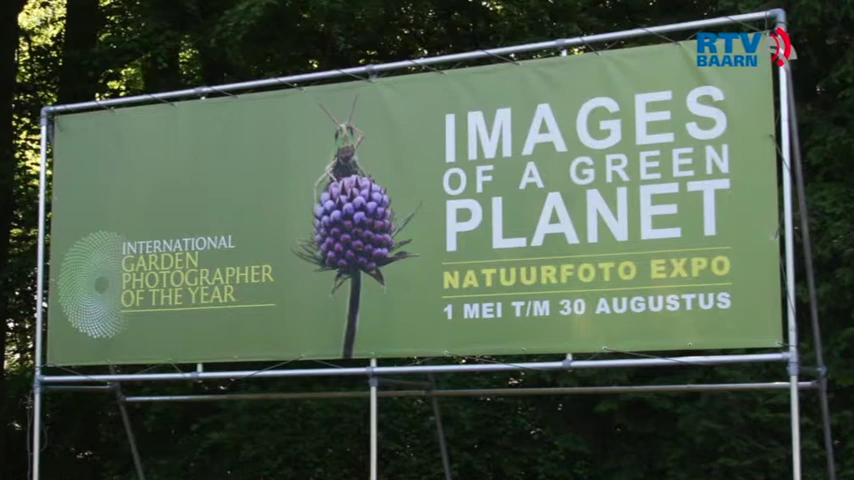 RTV
BAARN
IMAGES
OF A GREEN
PLANET
NATUURFOTO EXPO
1 MEI T/M 30 AUGUSTUS
INTERNATIONAL
GARDEN
PHOTOGRAPHER
OF THE YEAR